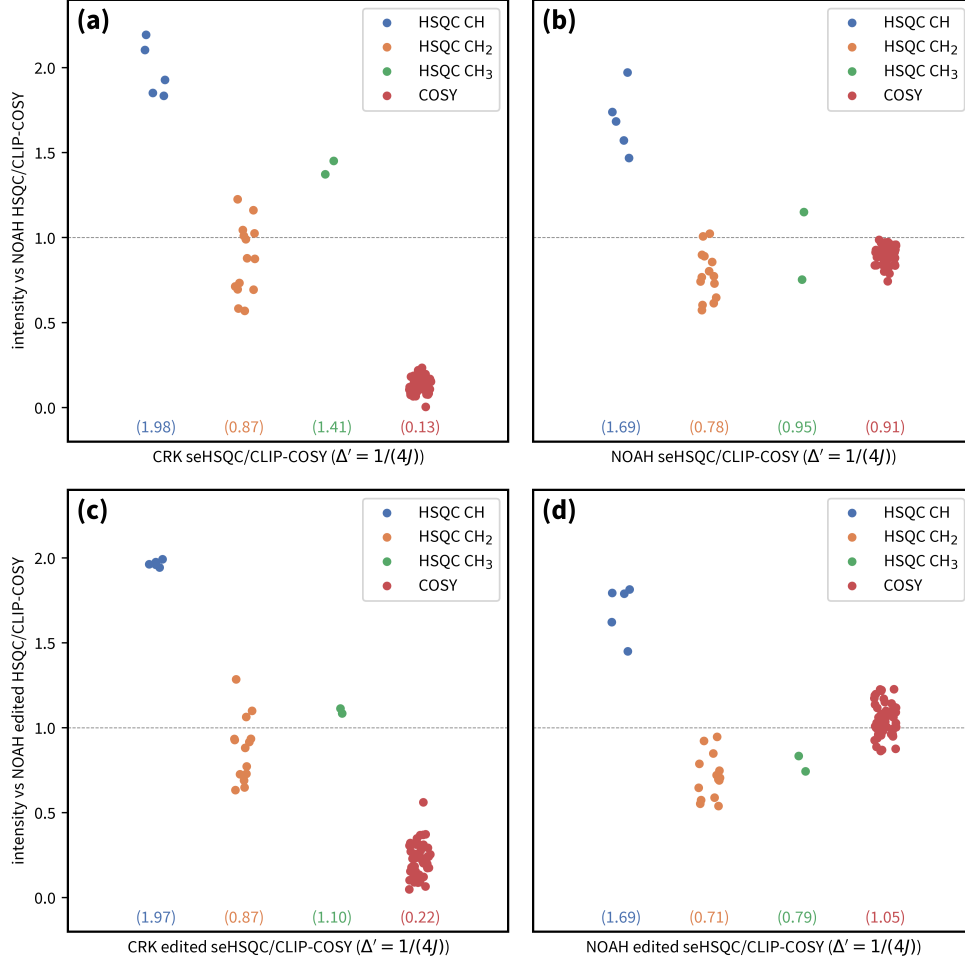 (a)
HSQC CH
HSQC CH₂
HSQC CH₃
COSY
2.0
1.5
1.0
0.5
0.0
intensity vs NOAH HSQC/CLIP-COSY
(1.98)
(0.87)
(1.41)
(0.13)
CRK seHSQC/CLIP-COSY (Δ′ = 1/(4J))
(b)
HSQC CH
HSQC CH₂
HSQC CH₃
COSY
(1.69)
(0.78)
(0.95)
(0.91)
NOAH seHSQC/CLIP-COSY (Δ′ = 1/(4J))
(c)
HSQC CH
HSQC CH₂
HSQC CH₃
COSY
2.0
1.5
1.0
0.5
0.0
intensity vs NOAH edited HSQC/CLIP-COSY
(1.97)
(0.87)
(1.10)
(0.22)
CRK edited seHSQC/CLIP-COSY (Δ′ = 1/(4J))
(d)
HSQC CH
HSQC CH₂
HSQC CH₃
COSY
(1.69)
(0.71)
(0.79)
(1.05)
NOAH edited seHSQC/CLIP-COSY (Δ′ = 1/(4J))